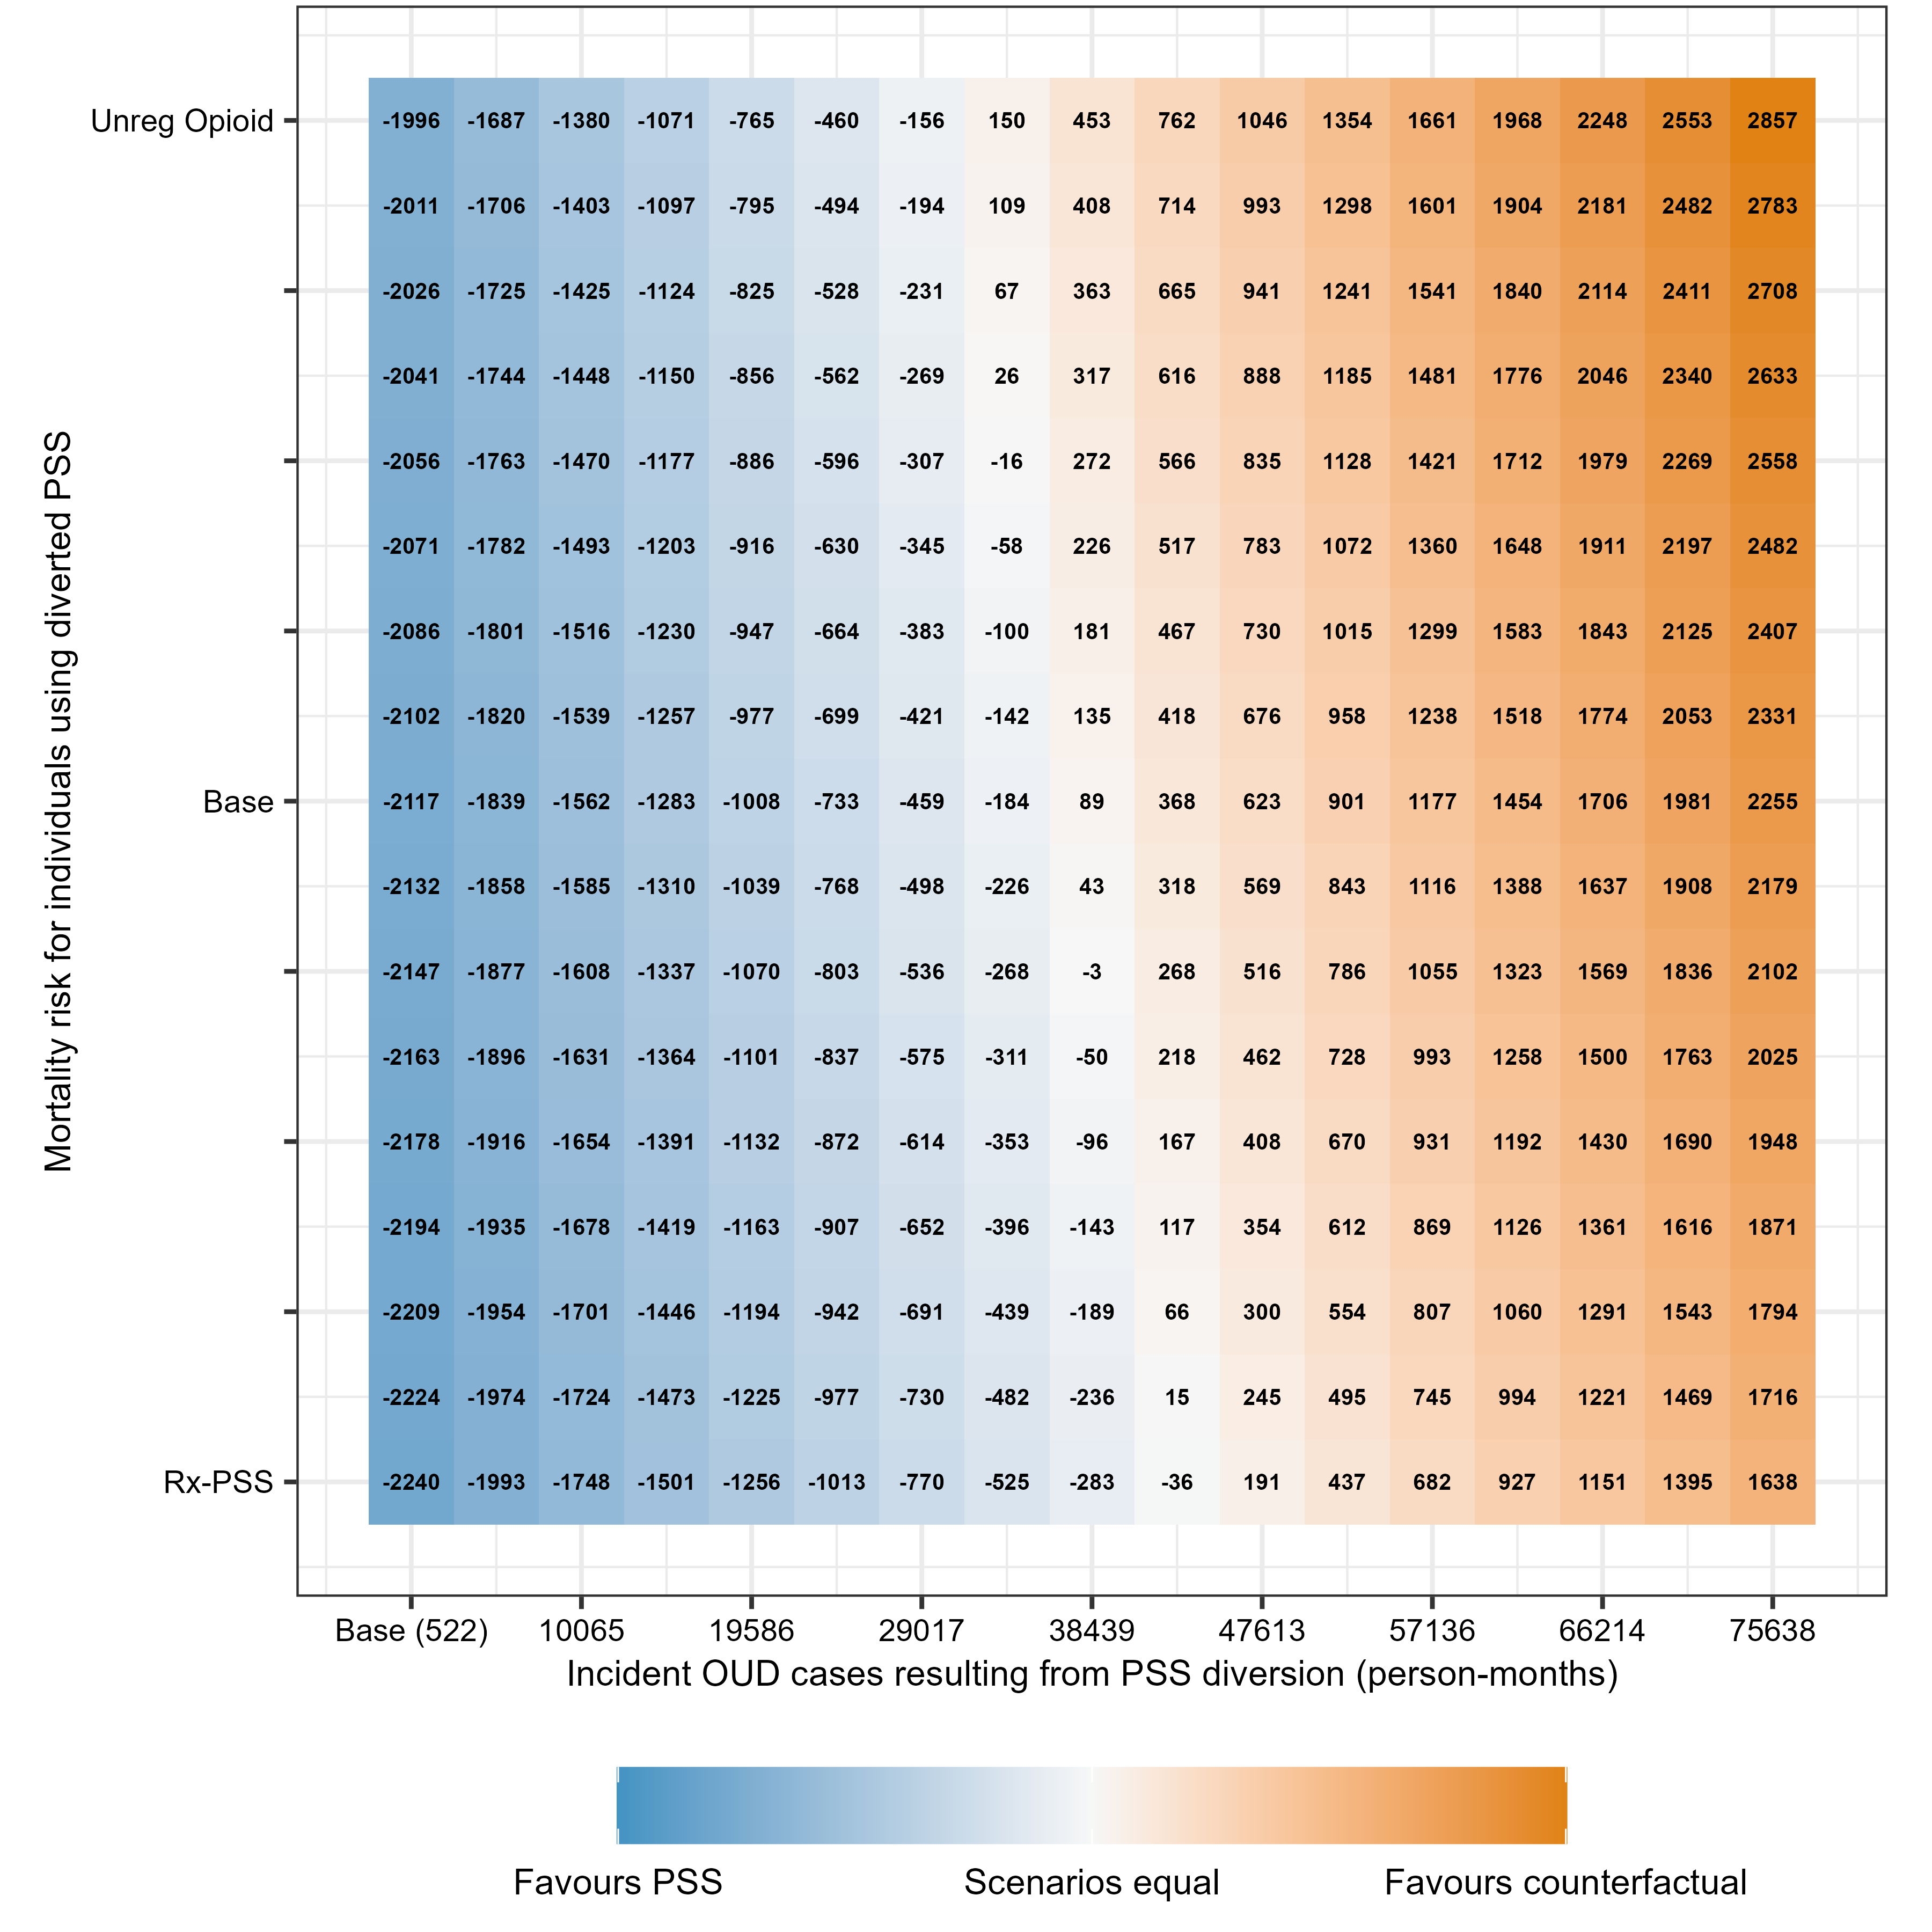 Unreg Opioid -1996 -1687 -1380 -1071 -765 -460 -156 150 453 762 1046 1354 1661 1968 2248 2553 2857
-2011 -1706 -1403 -1097 -795 -494 -194 109 408 714 993 1298 1601 1904 2181 2482 2783
-2026 -1725 -1425 -1124 -825 -528 -231 67 363 665 941 1241 1541 1840 2114 2411 2708
-2041 -1744 -1448 -1150 -856 -562 -269 26 317 616 888 1185 1481 1776 2046 2340 2633
-2056 -1763 -1470 -1177 -886 -596 -307 -16 272 566 835 1128 1421 1712 1979 2269 2558
-2071 -1782 -1493 -1203 -916 -630 -345 -58 226 517 783 1072 1360 1648 1911 2197 2482
-2086 -1801 -1516 -1230 -947 -664 -383 -100 181 467 730 1015 1299 1583 1843 2125 2407
-2102 -1820 -1539 -1257 -977 -699 -421 -142 135 418 676 958 1238 1518 1774 2053 2331
Base -2117 -1839 -1562 -1283 -1008 -733 -459 -184 89 368 623 901 1177 1454 1706 1981 2255
-2132 -1858 -1585 -1310 -1039 -768 -498 -226 43 318 569 843 1116 1388 1637 1908 2179
-2147 -1877 -1608 -1337 -1070 -803 -536 -268 -3 268 516 786 1055 1323 1569 1836 2102
-2163 -1896 -1631 -1364 -1101 -837 -575 -311 -50 218 462 728 993 1258 1500 1763 2025
-2178 -1916 -1654 -1391 -1132 -872 -614 -353 -96 167 408 670 931 1192 1430 1690 1948
-2194 -1935 -1678 -1419 -1163 -907 -652 -396 -143 117 354 612 869 1126 1361 1616 1871
-2209 -1954 -1701 -1446 -1194 -942 -691 -439 -189 66 300 554 807 1060 1291 1543 1794
-2224 -1974 -1724 -1473 -1225 -977 -730 -482 -236 15 245 495 745 994 1221 1469 1716
Rx-PSS -2240 -1993 -1748 -1501 -1256 -1013 -770 -525 -283 -36 191 437 682 927 1151 1395 1638
Mortality risk for individuals using diverted PSS
Base (522) 10065 19586 29017 38439 47613 57136 66214 75638
Incident OUD cases resulting from PSS diversion (person-months)
Favours PSS Scenarios equal Favours counterfactual